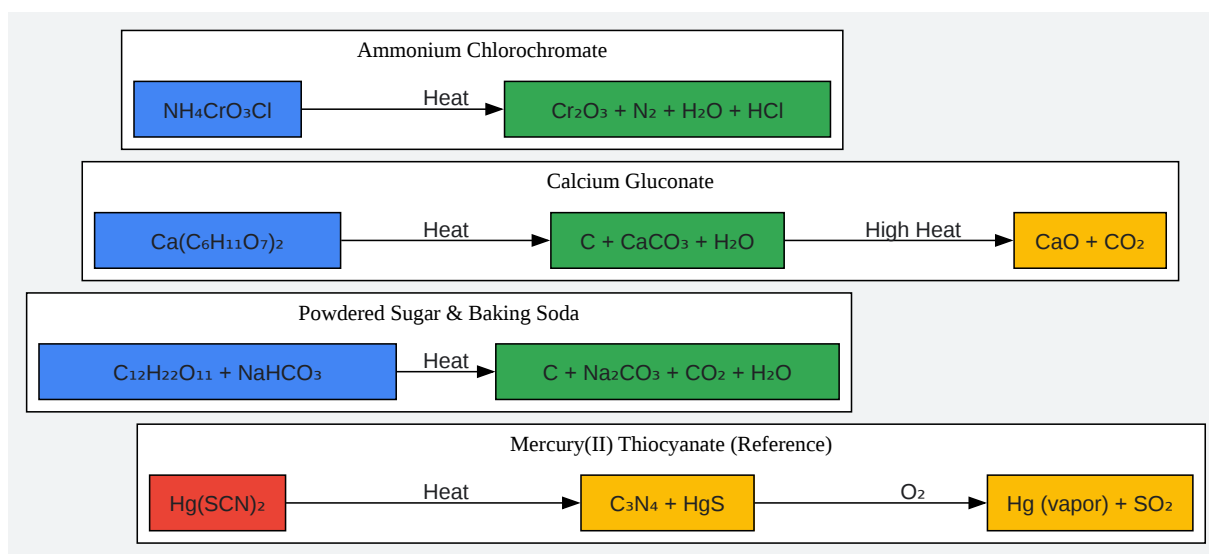 Ammonium Chlorochromate
NH₄CrO₃Cl
Heat
Cr₂O₃ + N₂ + H₂O + HCl
Calcium Gluconate
Ca(C₆H₁₁O₇)₂
Heat
C + CaCO₃ + H₂O
High Heat
CaO + CO₂
Powdered Sugar & Baking Soda
C₁₂H₂₂O₁₁ + NaHCO₃
Heat
C + Na₂CO₃ + CO₂ + H₂O
Mercury(II) Thiocyanate (Reference)
Hg(SCN)₂
Heat
C₃N₄ + HgS
O₂
Hg (vapor) + SO₂